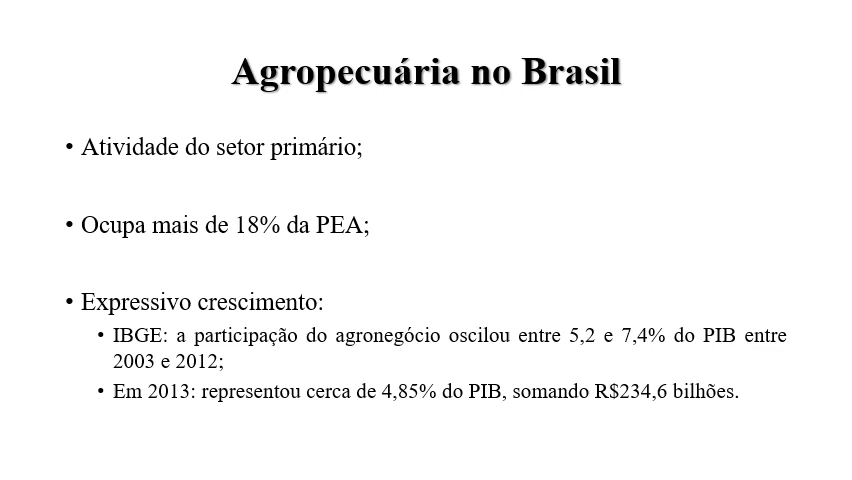 Agropecuária no Brasil
• Atividade do setor primário;
• Ocupa mais de 18% da PEA;
• Expressivo crescimento:
• IBGE: a participação do agronegócio oscilou entre 5,2 e 7,4% do PIB entre
2003 e 2012;
• Em 2013: representou cerca de 4,85% do PIB, somando R$234,6 bilhões.